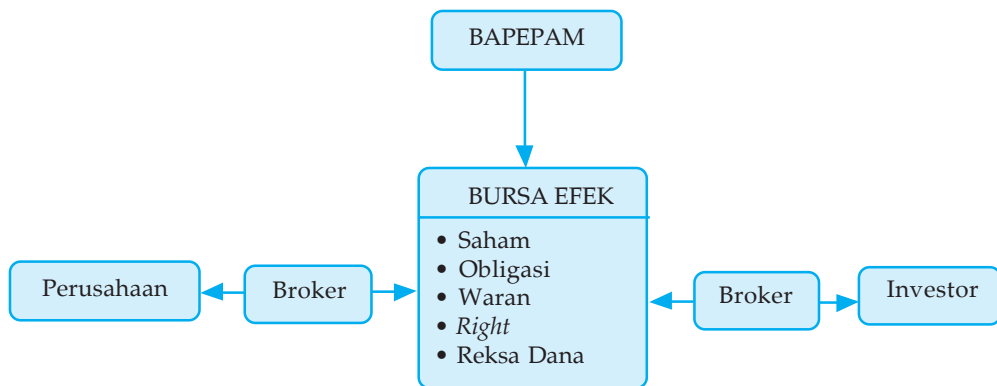 BAPEPAM
BURSA EFEK
• Saham
• Obligasi
• Waran
• Right
• Reksa Dana
Perusahaan
Broker
Broker
Investor